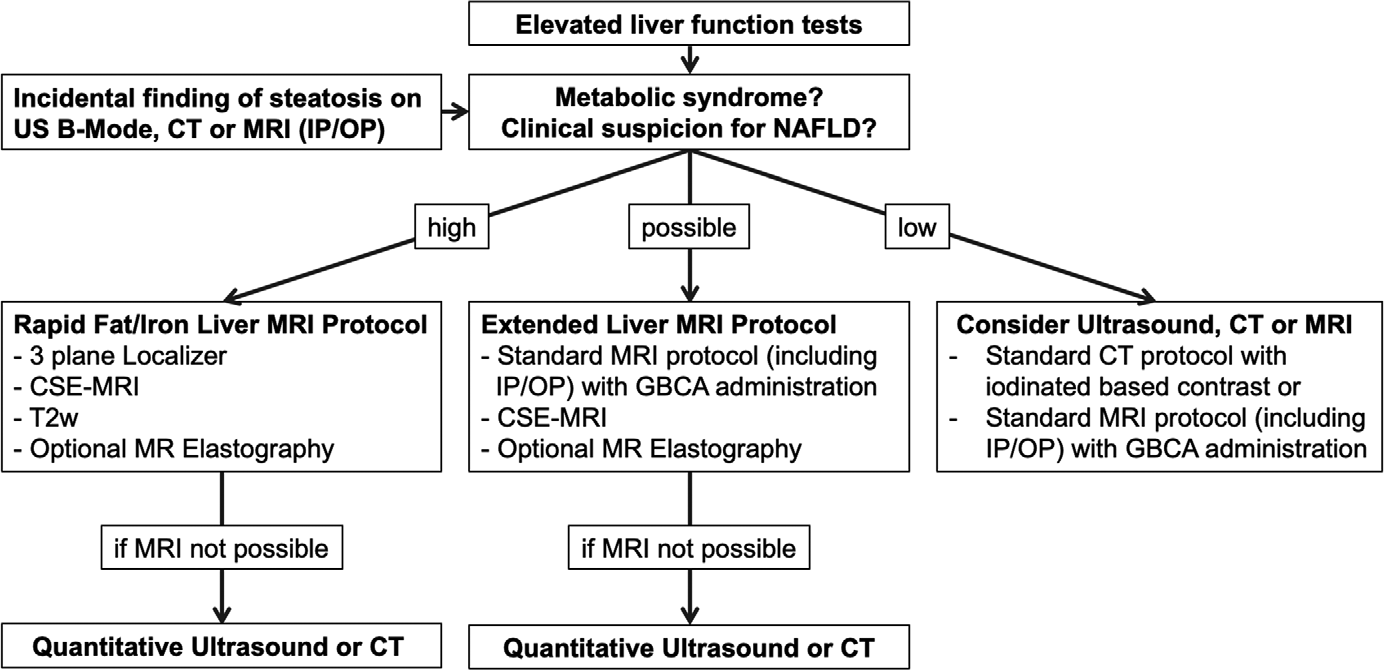 Elevated liver function tests
Incidental finding of steatosis on
US B-Mode, CT or MRI (IP/OP)
Metabolic syndrome?
Clinical suspicion for NAFLD?
high
possible
low
Rapid Fat/Iron Liver MRI Protocol
- 3 plane Localizer
- CSE-MRI
- T2w
- Optional MR Elastography
Extended Liver MRI Protocol
- Standard MRI protocol (including
IP/OP) with GBCA administration
- CSE-MRI
- Optional MR Elastography
Consider Ultrasound, CT or MRI
- Standard CT protocol with
iodinated based contrast or
- Standard MRI protocol (including
IP/OP) with GBCA administration
if MRI not possible
if MRI not possible
Quantitative Ultrasound or CT
Quantitative Ultrasound or CT